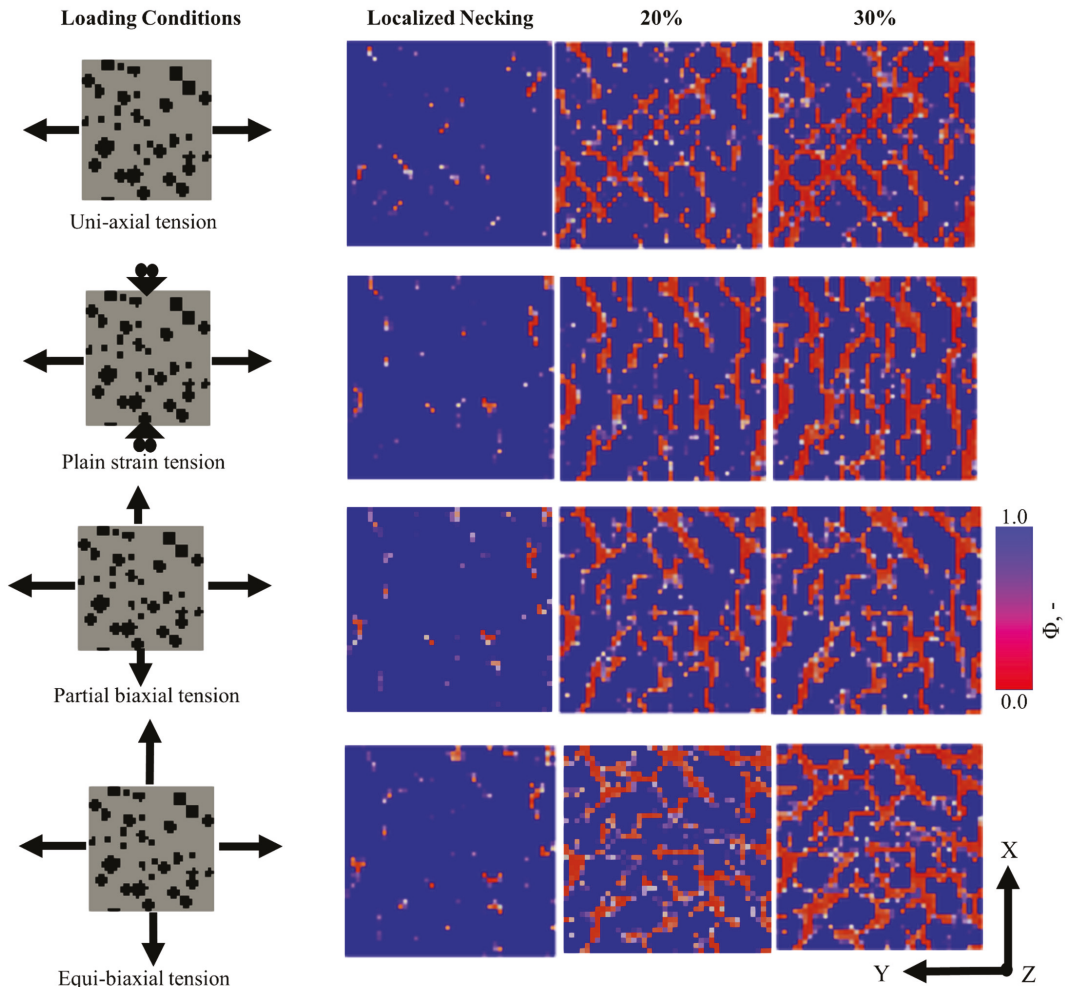 Loading Conditions
Localized Necking
20%
30%
Uni-axial tension
Plain strain tension
Partial biaxial tension
Equi-biaxial tension
1.0
Φ, -
0.0
X
Y
Z